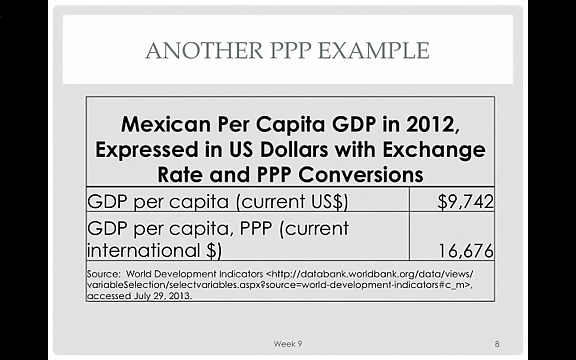 ANOTHER PPP EXAMPLE
Mexican Per Capita GDP in 2012,
Expressed in US Dollars with Exchange
Rate and PPP Conversions
GDP per capita (current US$) $9,742
GDP per capita, PPP (current
international $) 16,676
Source: World Development Indicators <http://databank.worldbank.org/data/views/
variableSelection/selectvariables.aspx?source=world-development-indicators#c_m>,
accessed July 29, 2013.
Week 9 8